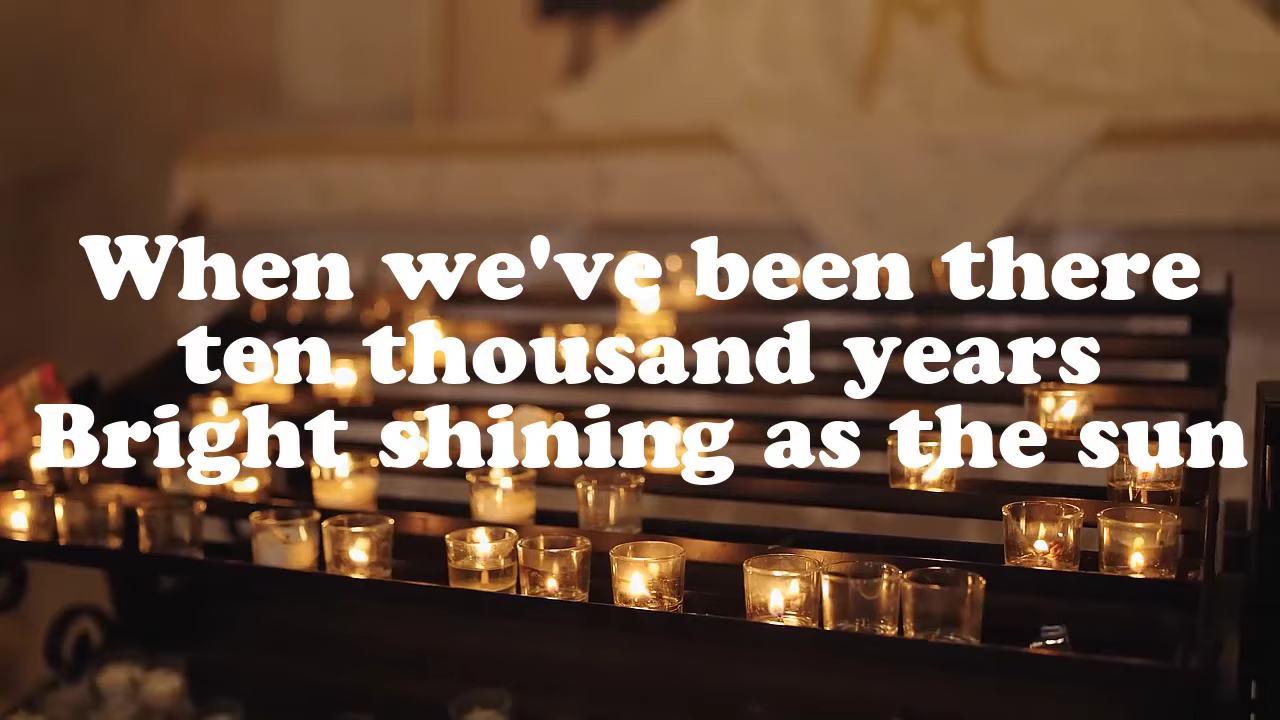 When we've been there
ten thousand years
Bright shining as the sun